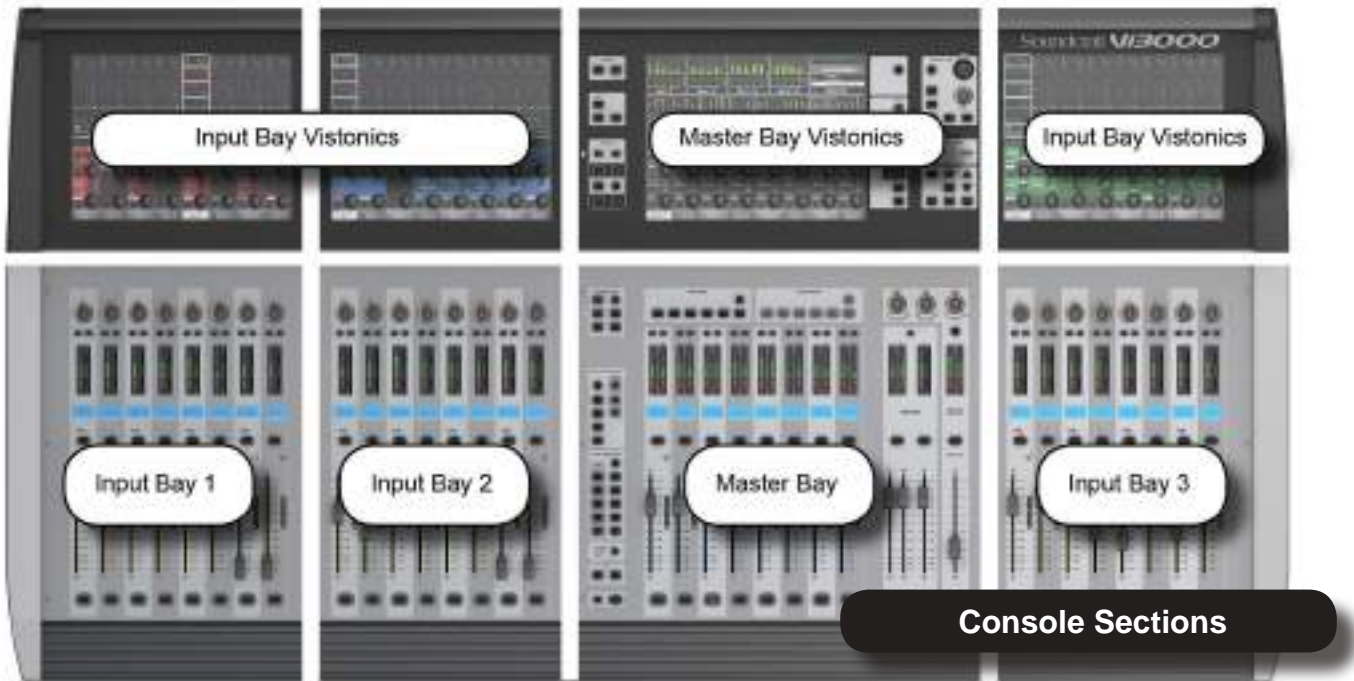 Soundcraft Vi3000
Input Bay Vistonics
Master Bay Vistonics
Input Bay Vistonics
Input Bay 1
Input Bay 2
Master Bay
Input Bay 3
Console Sections